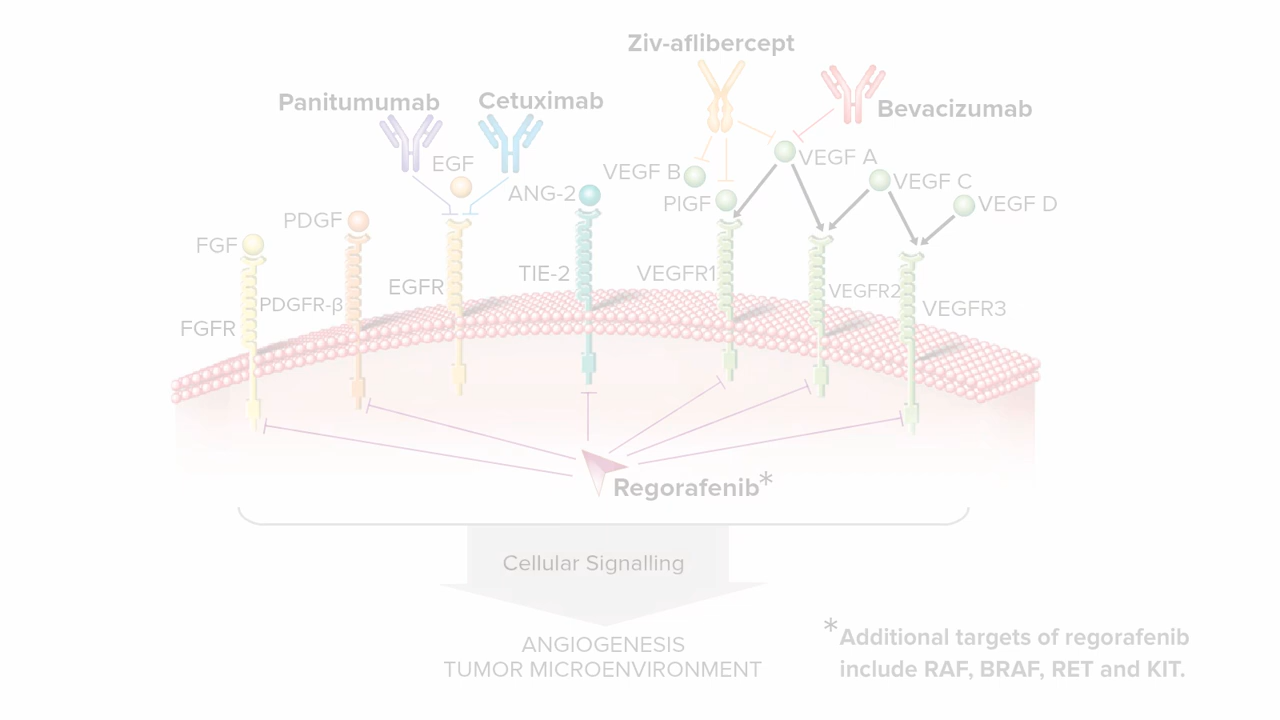 Ziv-aflibercept
Panitumumab
Cetuximab
Bevacizumab
EGF
VEGF A
VEGF B
ANG-2
VEGF C
PDGF
PIGF
VEGF D
FGF
TIE-2
VEGFR1
EGFR
VEGFR2
PDGFR-β
VEGFR3
FGFR
Regorafenib*
Cellular Signalling
ANGIOGENESIS
TUMOR MICROENVIRONMENT
*Additional targets of regorafenib
include RAF, BRAF, RET and KIT.